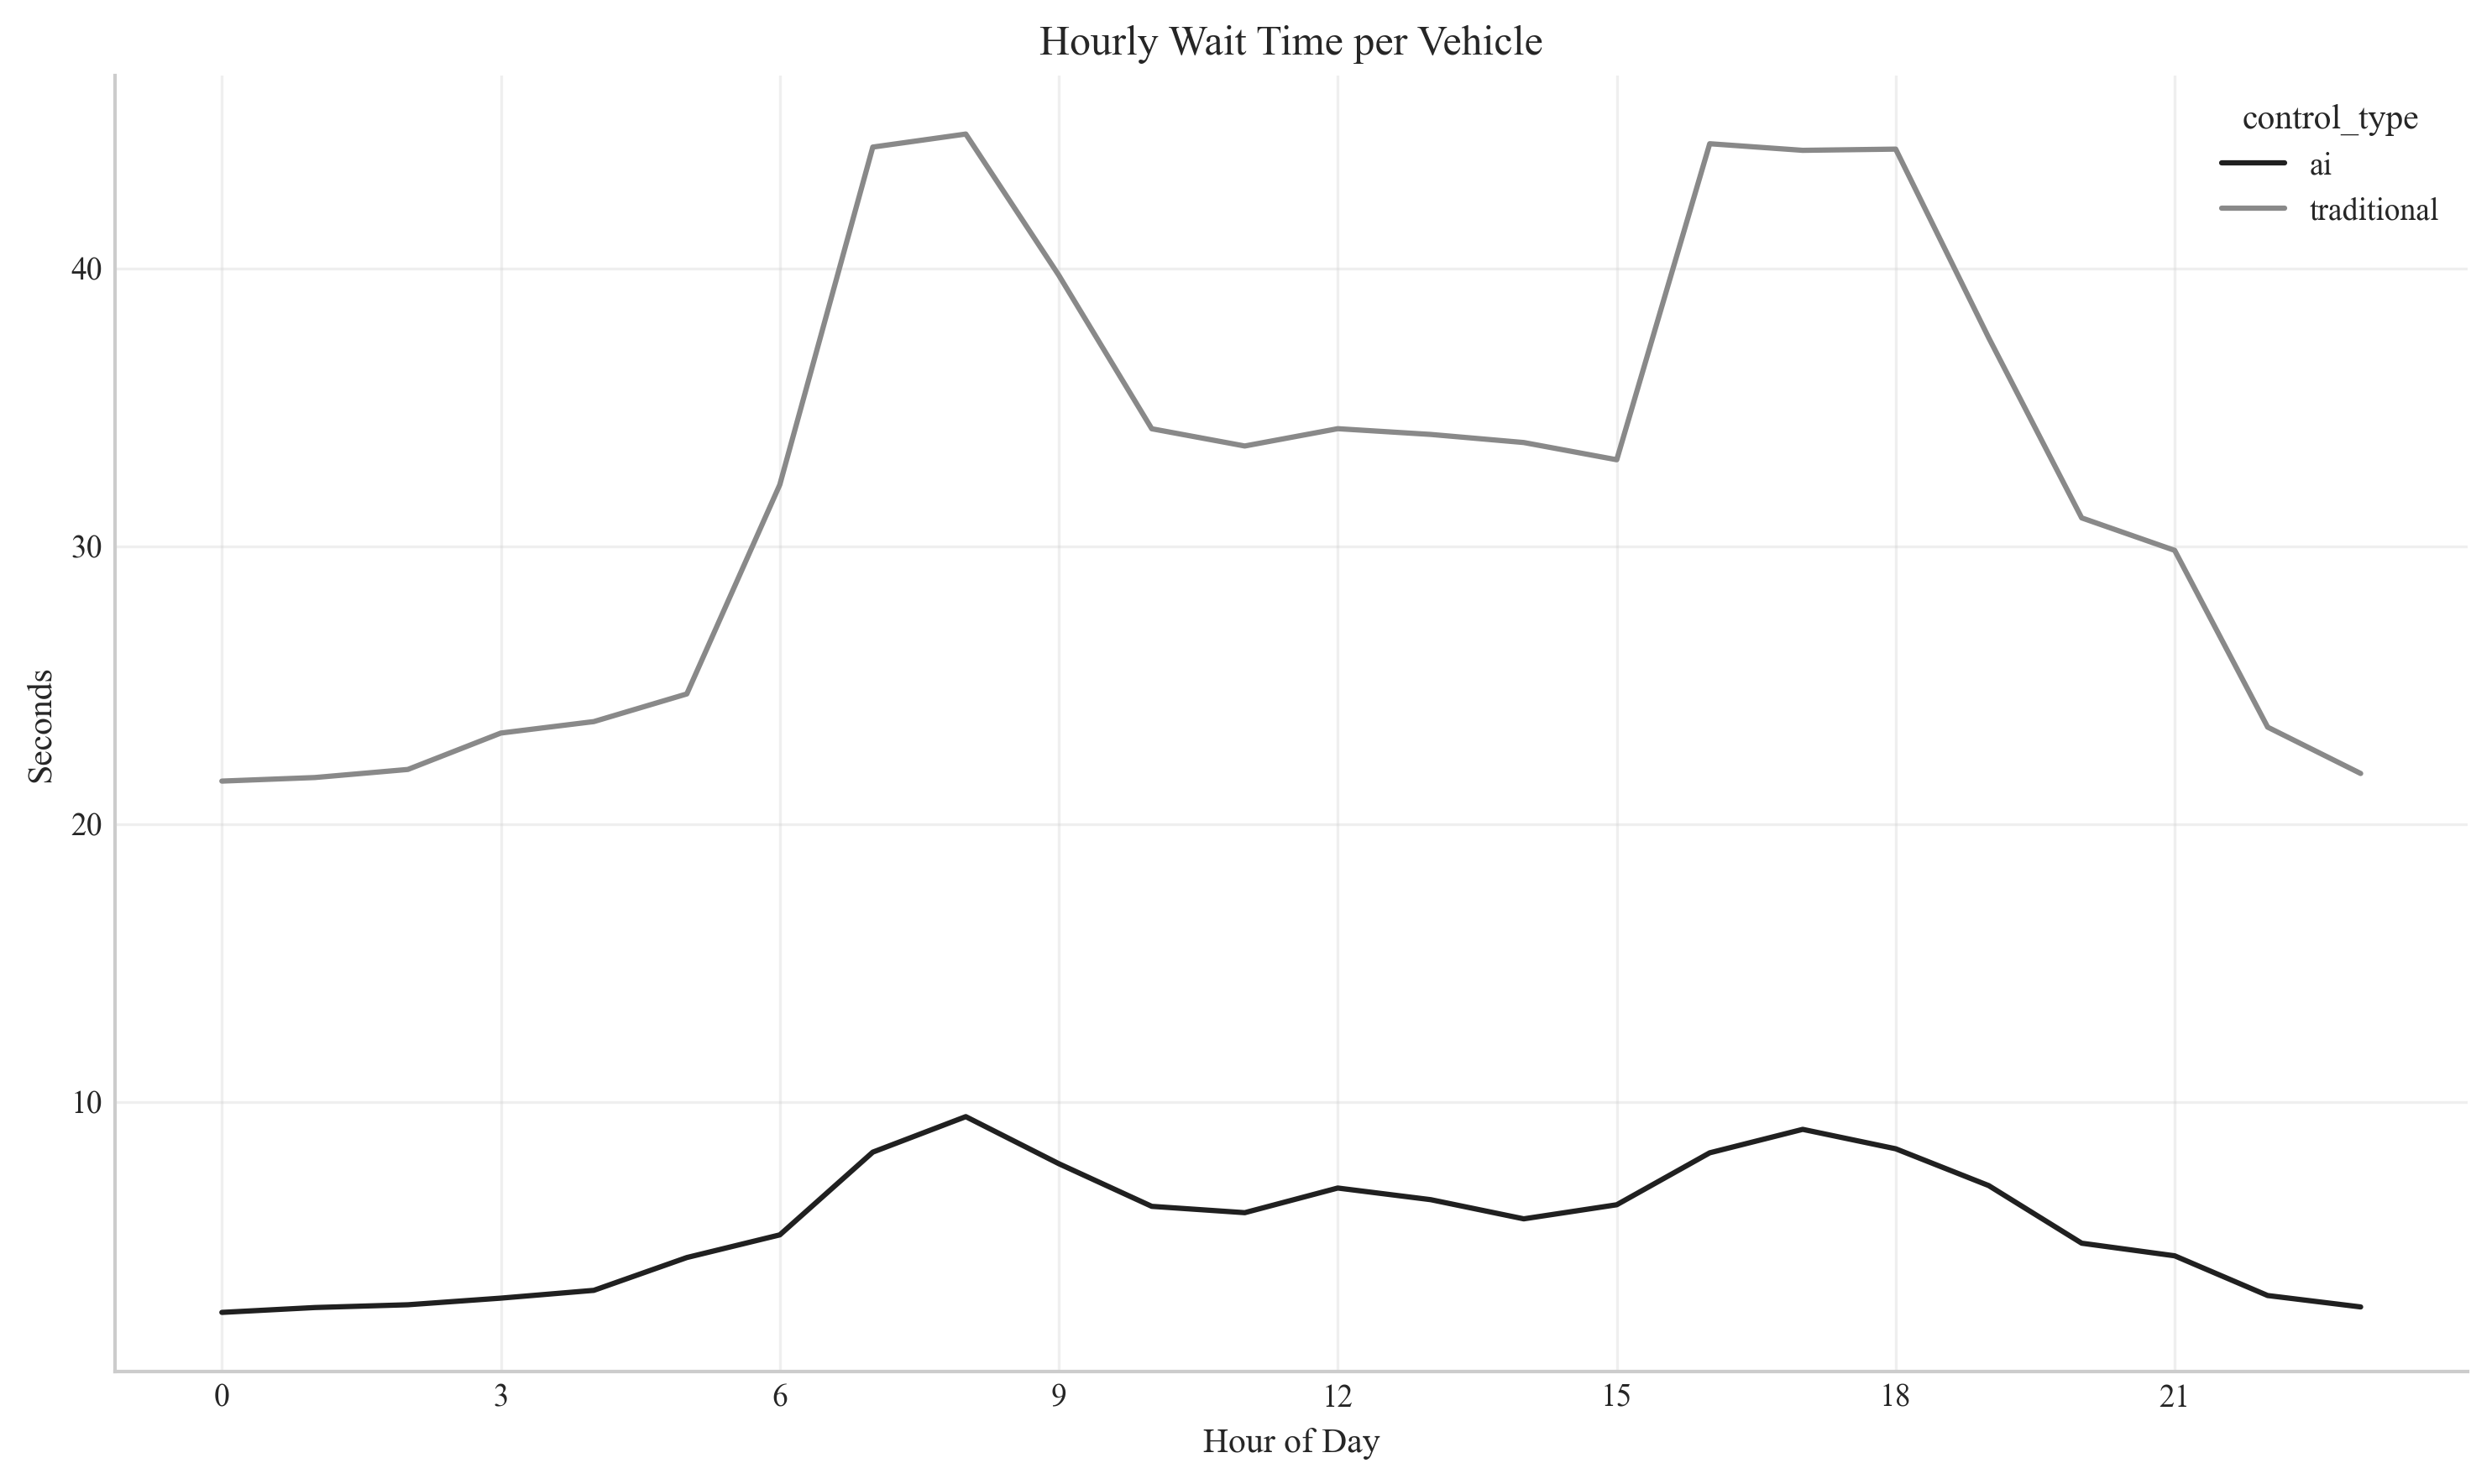 Hourly Wait Time per Vehicle
control_type
ai
traditional
40
30
20
10
Seconds
0 3 6 9 12 15 18 21
Hour of Day